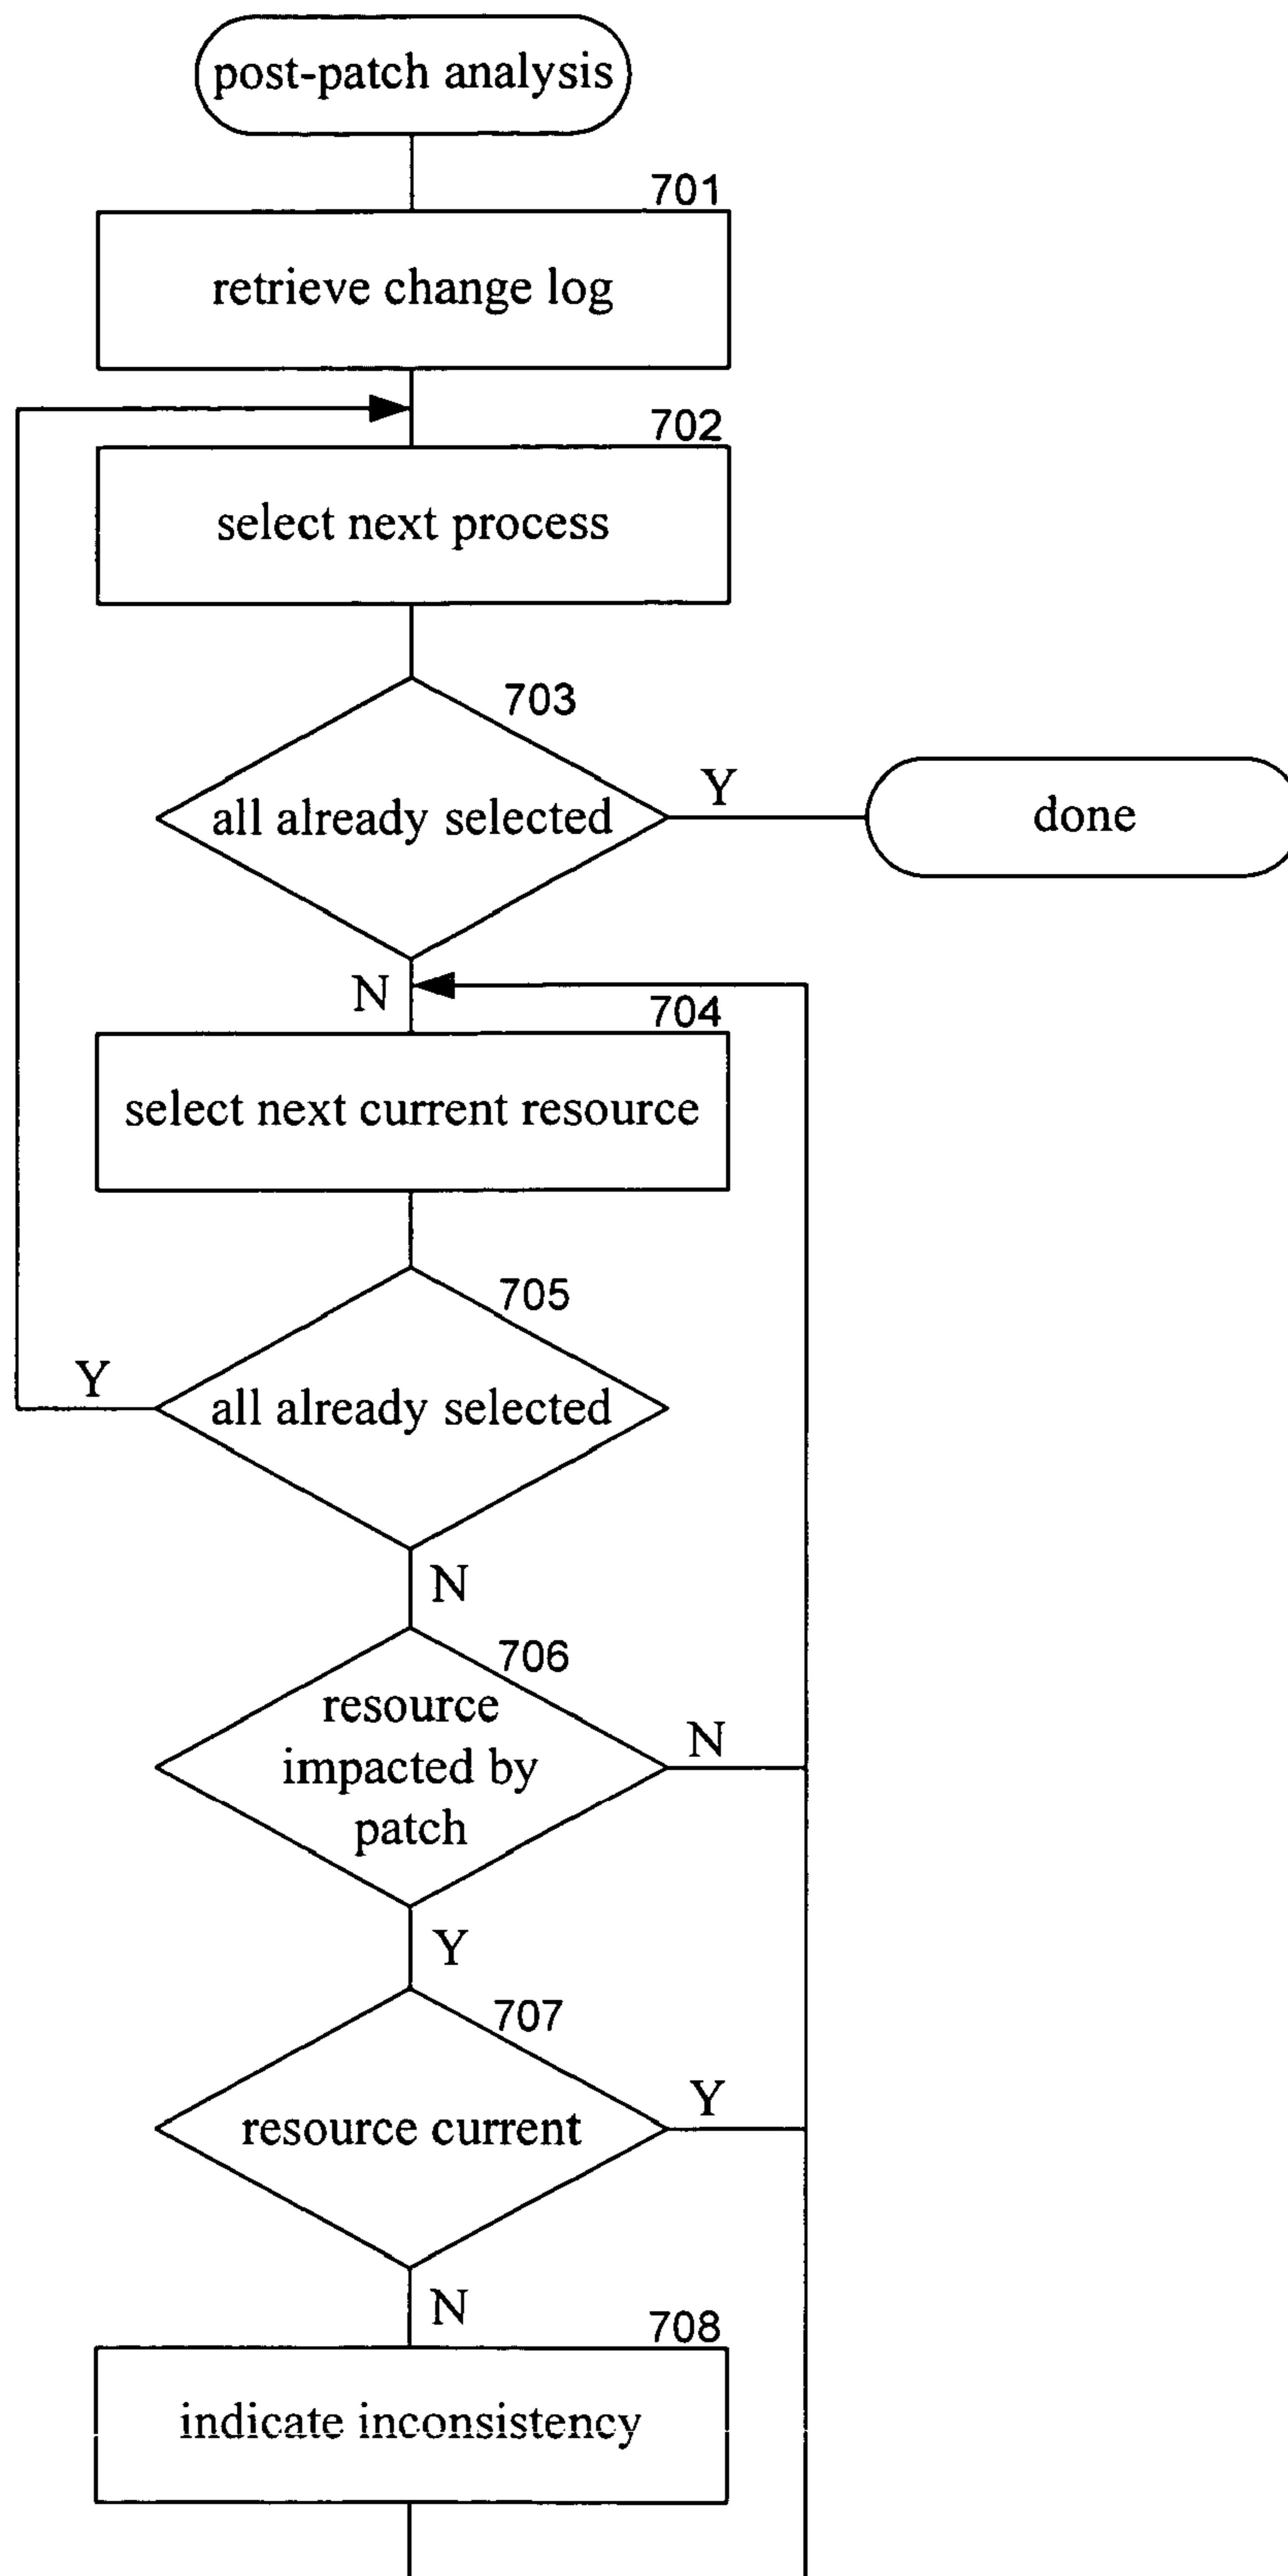 post-patch analysis
701
retrieve change log
702
select next process
703
all already selected
Y
done
N
704
select next current resource
705
all already selected
Y
N
706
resource
impacted by
patch
N
Y
707
resource current
Y
N
708
indicate inconsistency